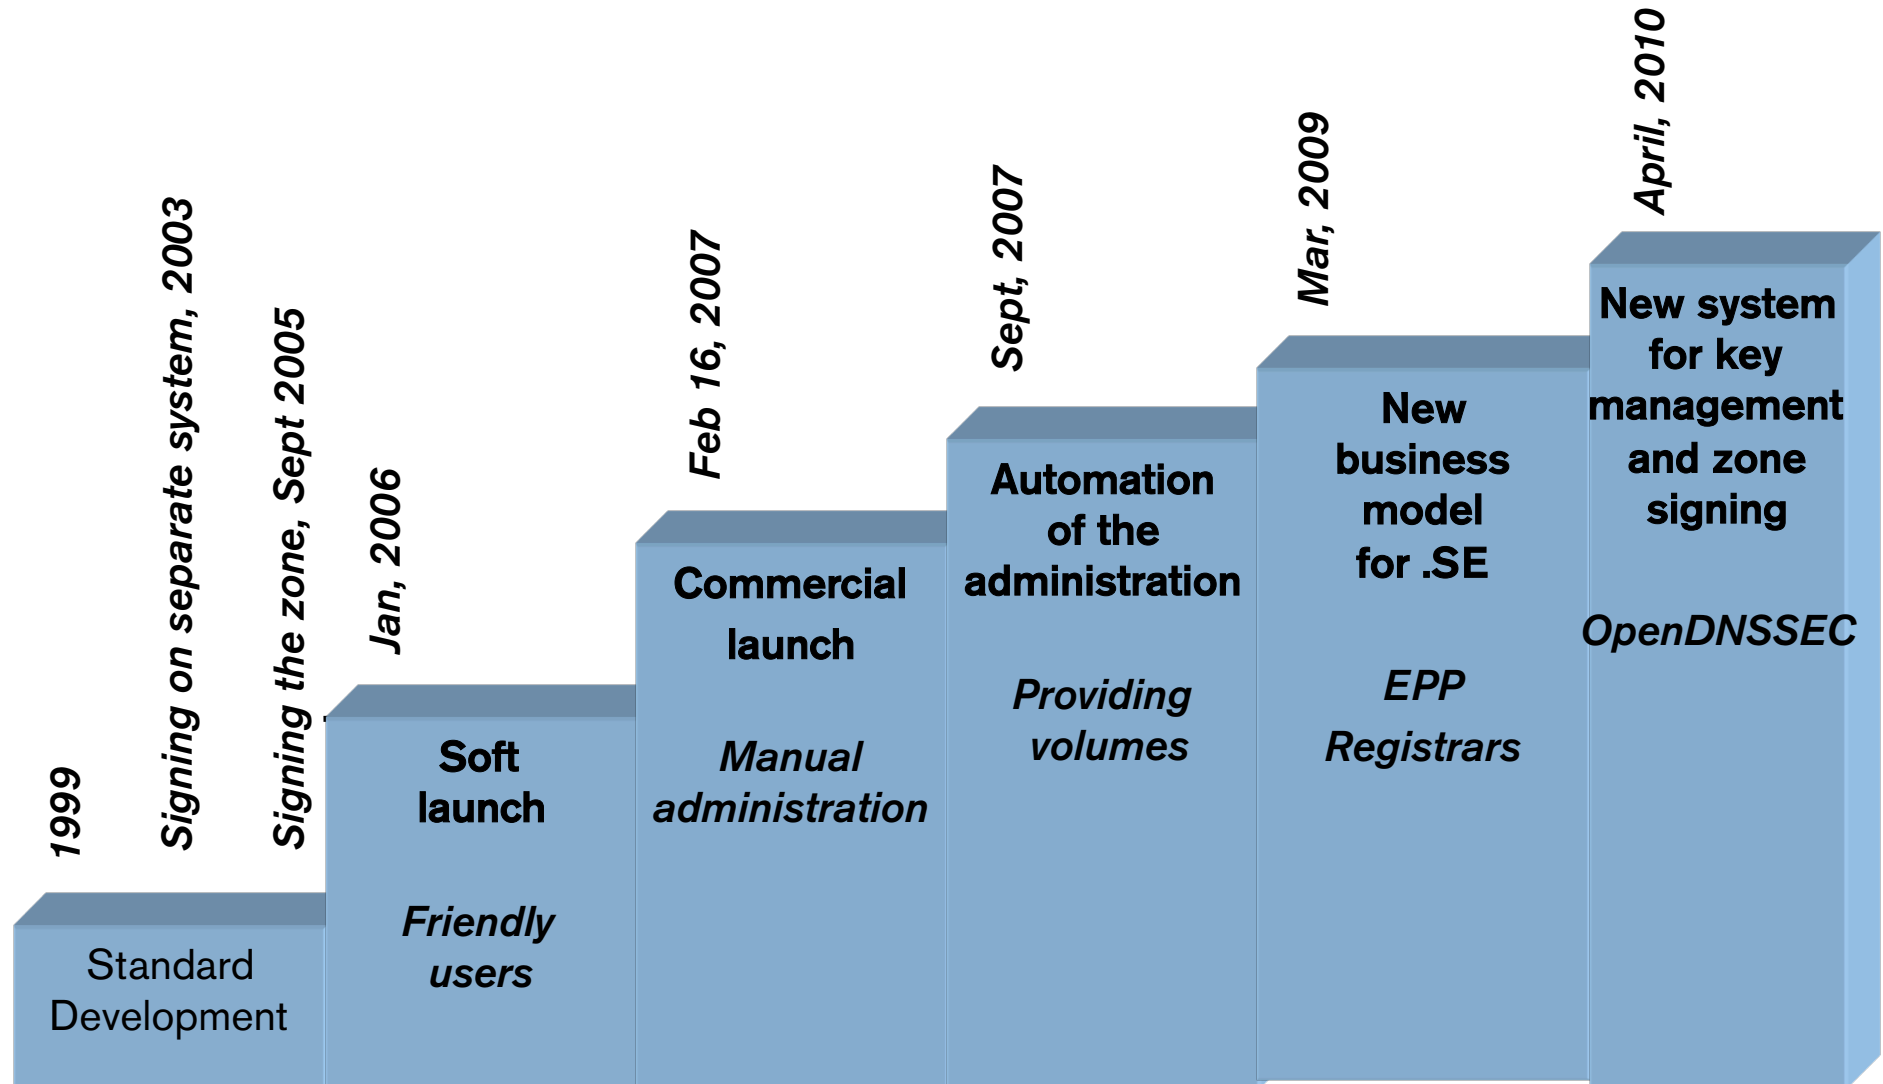 1999
Signing on separate system, 2003
Signing the zone, Sept 2005
Standard
Development
Jan, 2006
Soft
launch
Friendly
users
Feb 16, 2007
Commercial
launch
Manual
administration
Sept, 2007
Automation
of the
administration
Providing
volumes
Mar, 2009
New
business
model
for .SE
EPP
Registrars
April, 2010
New system
for key
management
and zone
signing
OpenDNSSEC